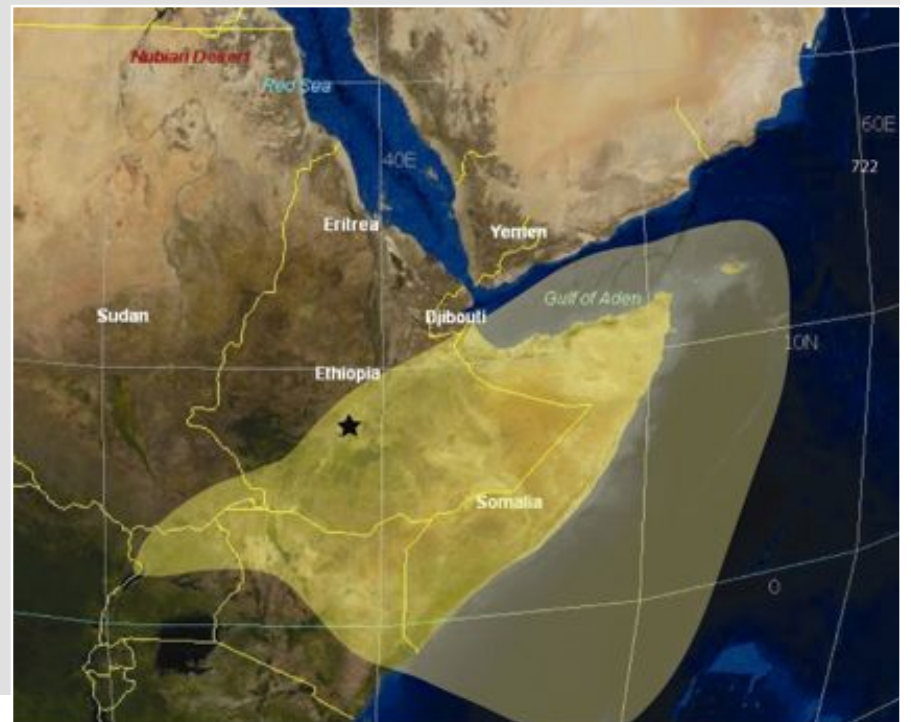 Nubian Desert
Red Sea
60E
40E
722
Eritrea
Yemen
Gulf of Aden
Sudan
Djibouti
10N
Ethiopia
Somalia
0